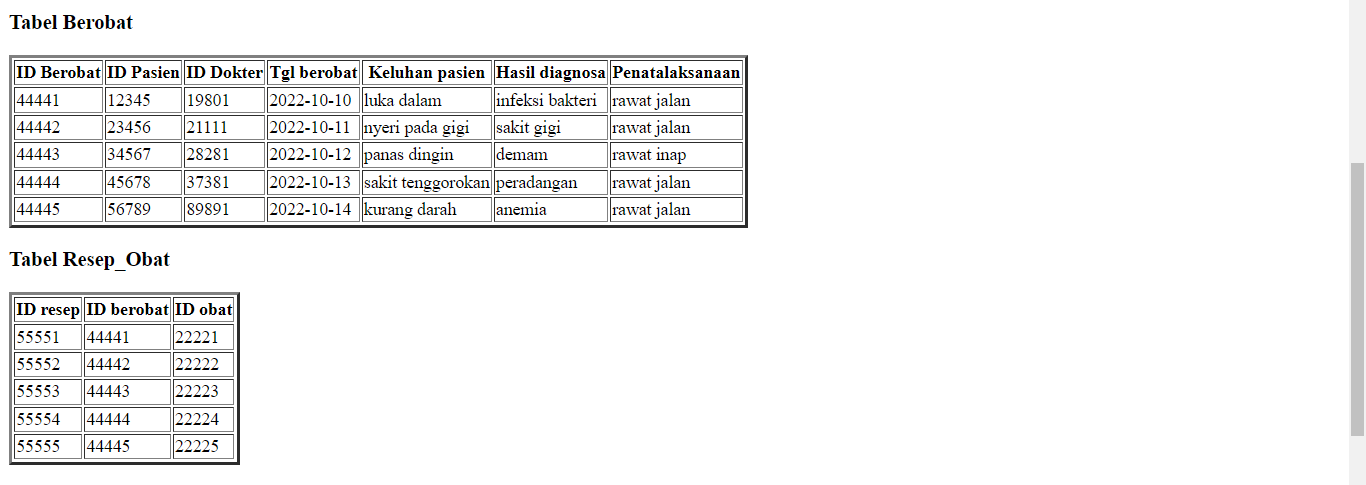 Tabel Berobat
ID Berobat ID Pasien ID Dokter Tgl berobat Keluhan pasien Hasil diagnosa Penatalaksanaan
44441 12345 19801 2022-10-10 luka dalam infeksi bakteri rawat jalan
44442 23456 21111 2022-10-11 nyeri pada gigi sakit gigi rawat jalan
44443 34567 28281 2022-10-12 panas dingin demam rawat inap
44444 45678 37381 2022-10-13 sakit tenggorokan peradangan rawat jalan
44445 56789 89891 2022-10-14 kurang darah anemia rawat jalan
Tabel Resep_Obat
ID resep ID berobat ID obat
55551 44441 22221
55552 44442 22222
55553 44443 22223
55554 44444 22224
55555 44445 22225